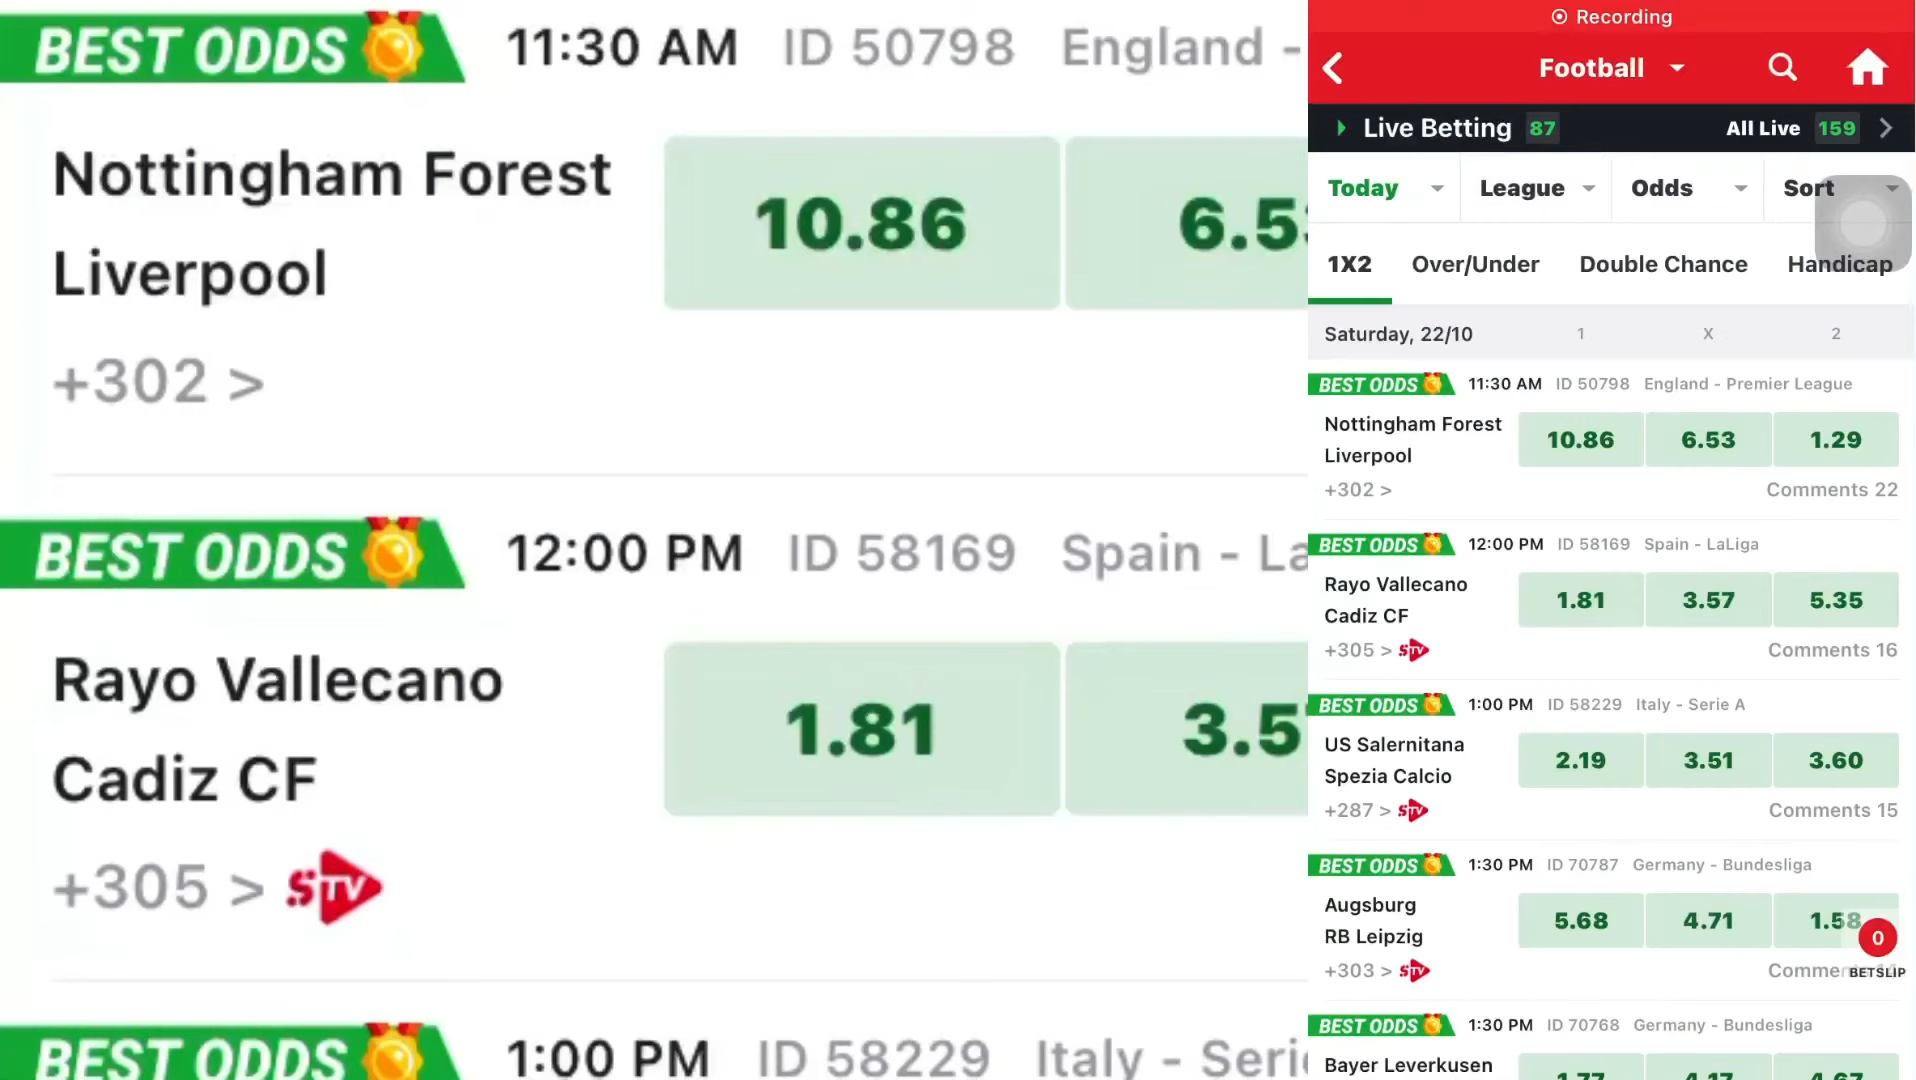 BEST ODDS 11:30 AM ID 50798 England -
Nottingham Forest
Liverpool
10.86
+302 >
BEST ODDS 12:00 PM ID 58169 Spain - La
Rayo Vallecano
Cadiz CF
1.81
+305 > STV
BEST ODDS 1:00 PM ID 58229 Italy - Serie
Recording
Football
Live Betting 87 All Live 159
Today League Odds Sort
1X2 Over/Under Double Chance Handicap
Saturday, 22/10 1 X 2
BEST ODDS 11:30 AM ID 50798 England - Premier League
Nottingham Forest
Liverpool
10.86 6.53 1.29
+302 > Comments 22
BEST ODDS 12:00 PM ID 58169 Spain - LaLiga
Rayo Vallecano
Cadiz CF
1.81 3.57 5.35
+305 > STV Comments 16
BEST ODDS 1:00 PM ID 58229 Italy - Serie A
US Salernitana
Spezia Calcio
2.19 3.51 3.60
+287 > STV Comments 15
BEST ODDS 1:30 PM ID 70787 Germany - Bundesliga
Augsburg
RB Leipzig
5.68 4.71 1.58
0
+303 > STV
BETSLIP
BEST ODDS 1:30 PM ID 70768 Germany - Bundesliga
Bayer Leverkusen